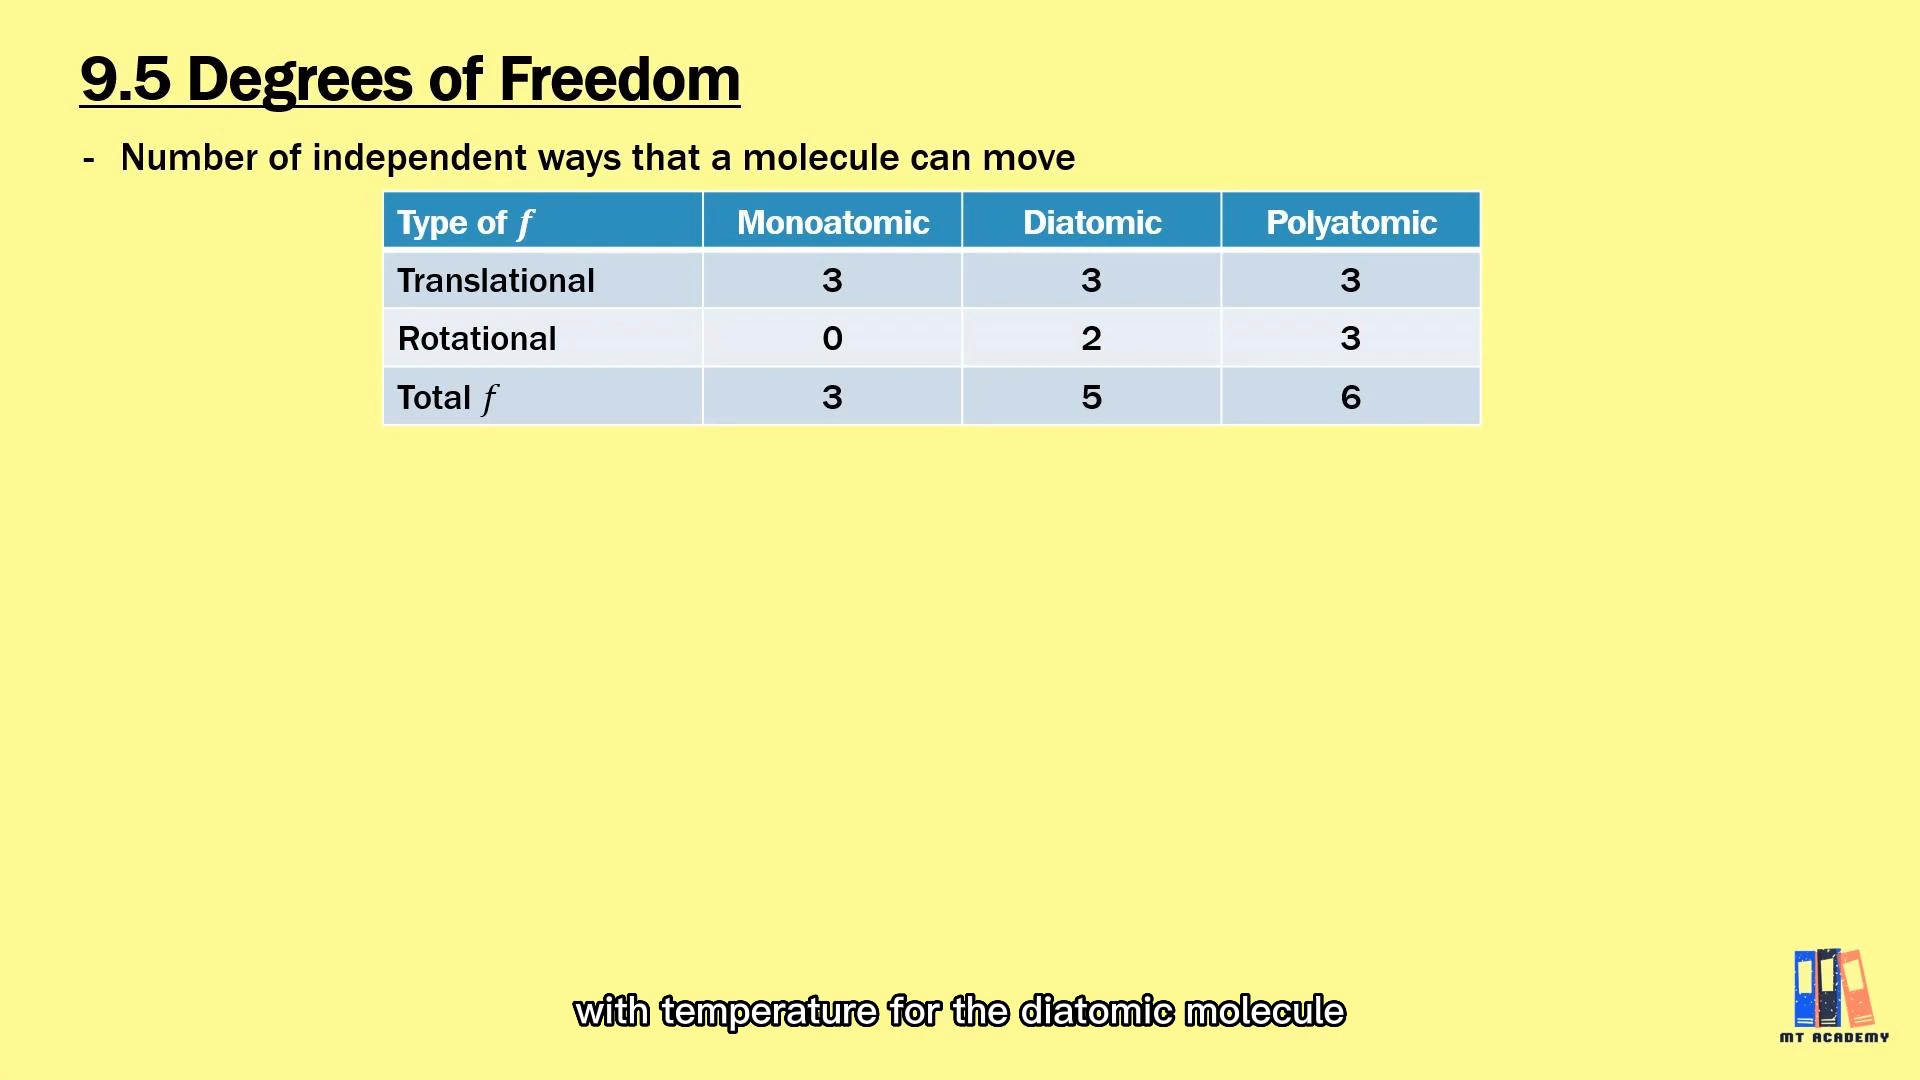 9.5 Degrees of Freedom
- Number of independent ways that a molecule can move
Type of f Monoatomic Diatomic Polyatomic
Translational 3 3 3
Rotational 0 2 3
Total f 3 5 6
with temperature for the diatomic molecule
MT ACADEMY